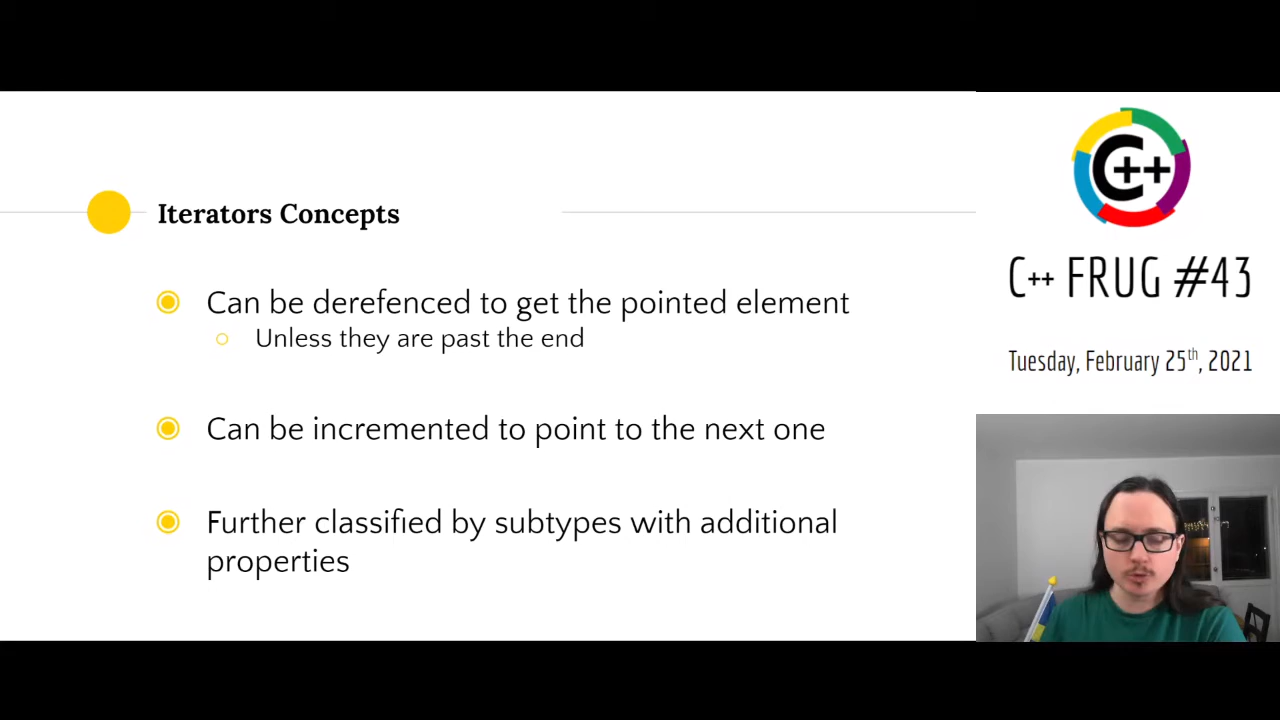 Iterators Concepts
Can be derefenced to get the pointed element
Unless they are past the end
Can be incremented to point to the next one
Further classified by subtypes with additional
properties
C++
C++ FRUG #43
Tuesday, February 25th, 2021